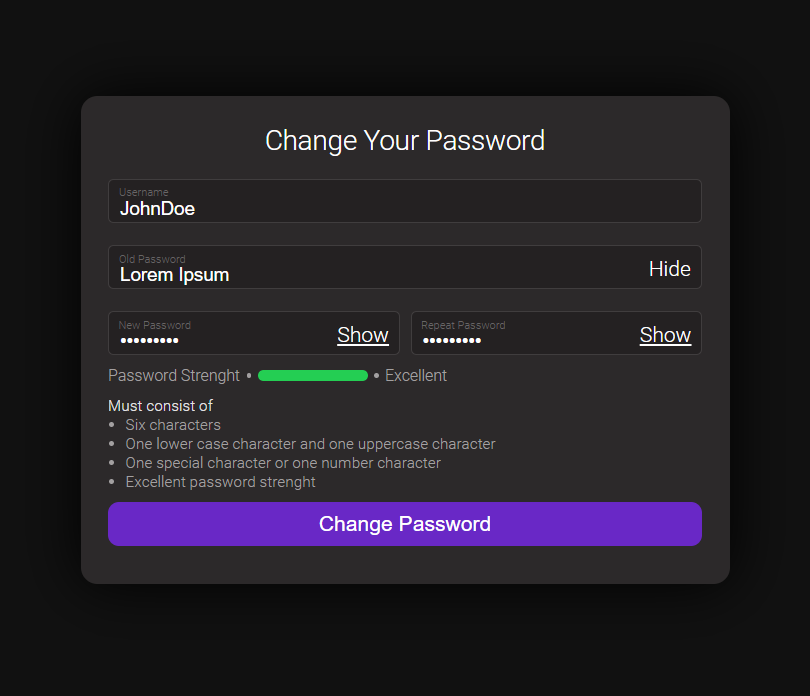 Change Your Password
Username
JohnDoe
Old Password
Lorem Ipsum
Hide
New Password
•••••••••
Show
Repeat Password
•••••••••
Show
Password Strenght • • Excellent
Must consist of
• Six characters
• One lower case character and one uppercase character
• One special character or one number character
• Excellent password strenght
Change Password